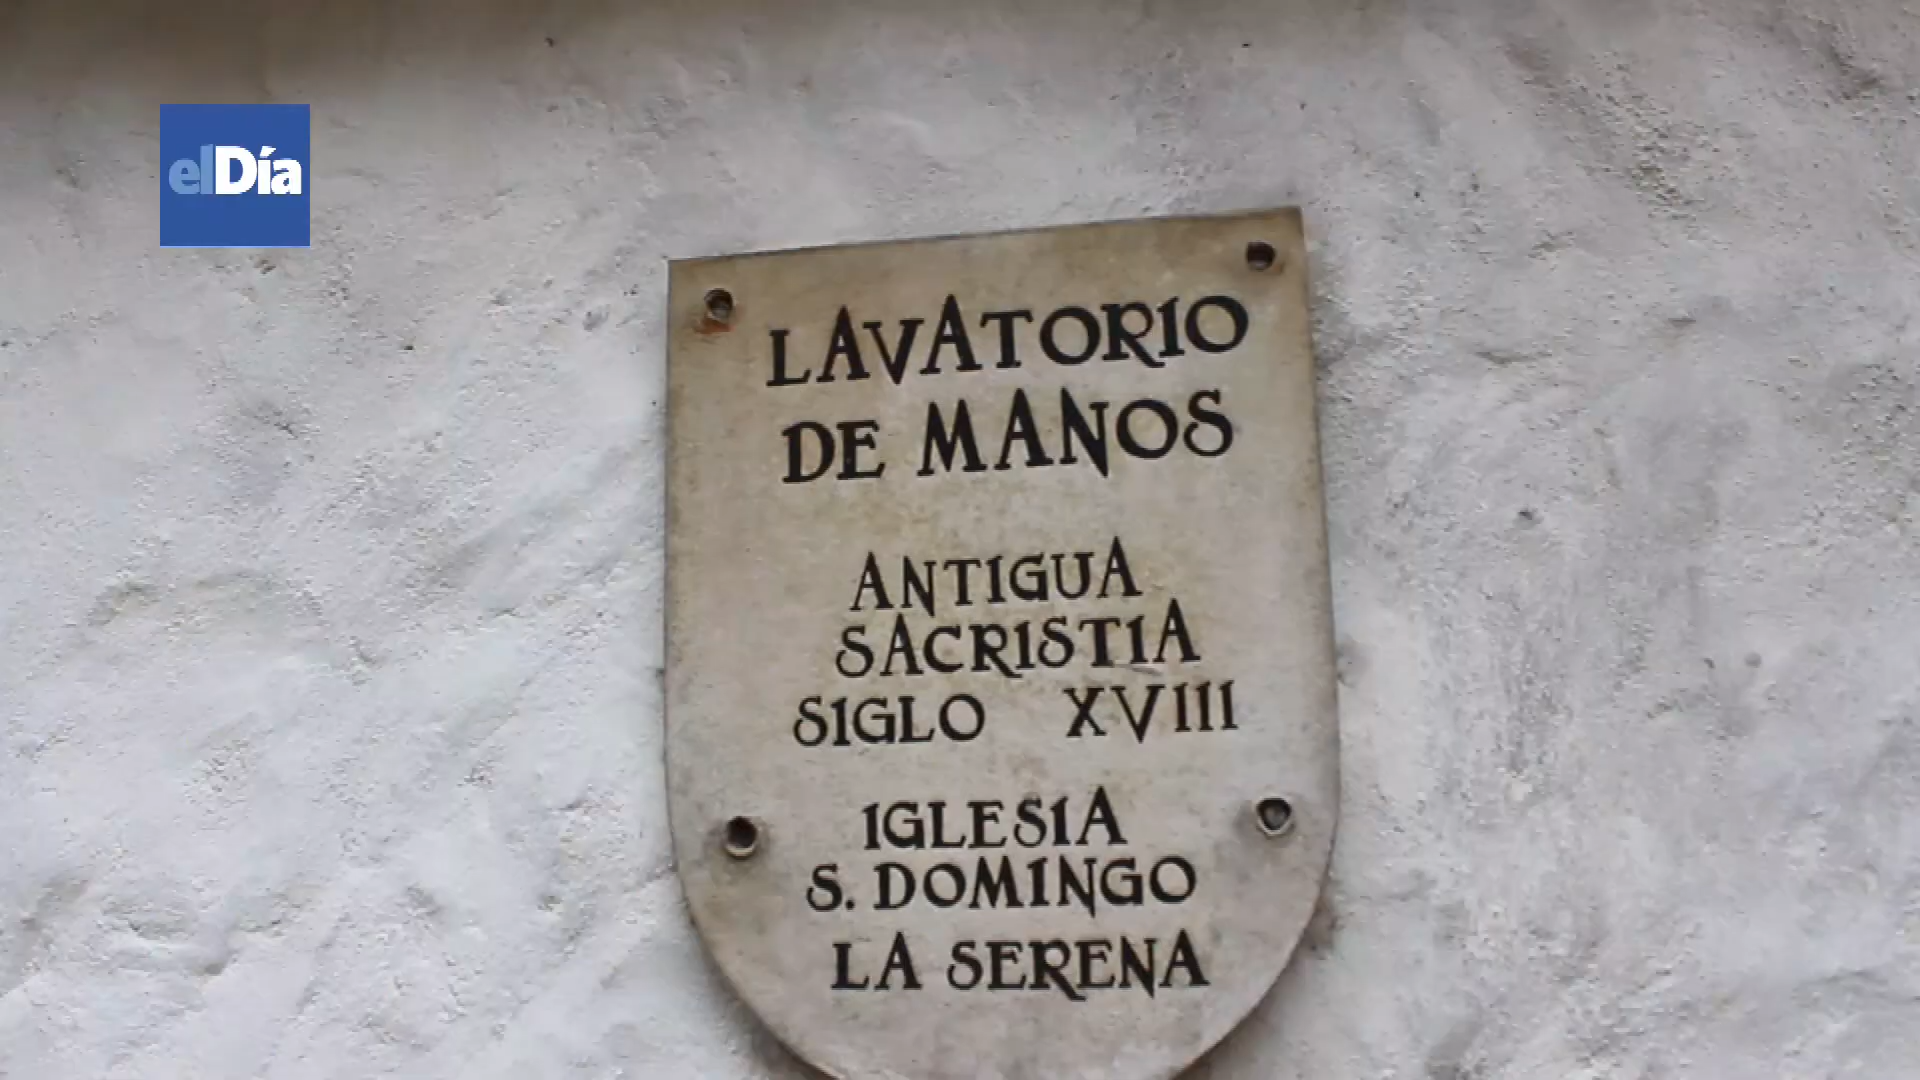 elDía
LAVATORIO
DE MANOS
ANTIGUA
SACRISTIA
SIGLO XVIII
IGLESIA
S. DOMINGO
LA SERENA